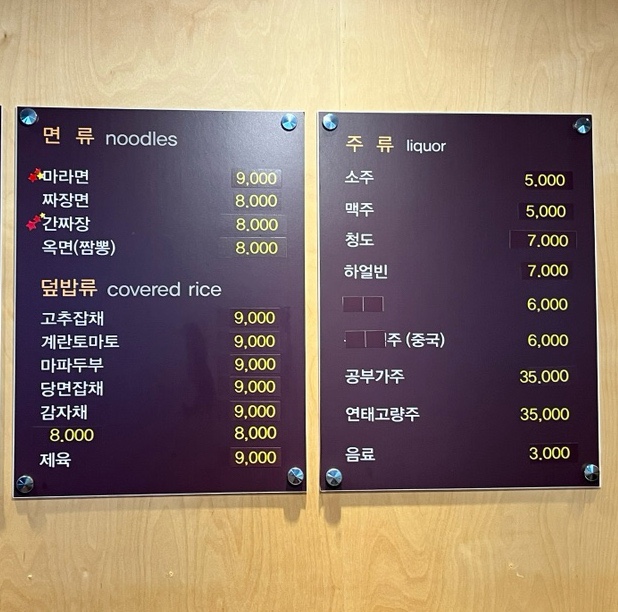 면 류 noodles
마라면 9,000
짜장면 8,000
간짜장 8,000
옥면(짬뽕) 8,000
덮밥류 covered rice
고추잡채 9,000
계란토마토 9,000
마파두부 9,000
당면잡채 9,000
감자채 9,000
8,000 8,000
제육 9,000
주 류 liquor
소주 5,000
맥주 5,000
청도 7.000
하얼빈 7.000
6,000
주 (중국) 6,000
공부가주 35,000
연태고량주 35,000
음료 3.000